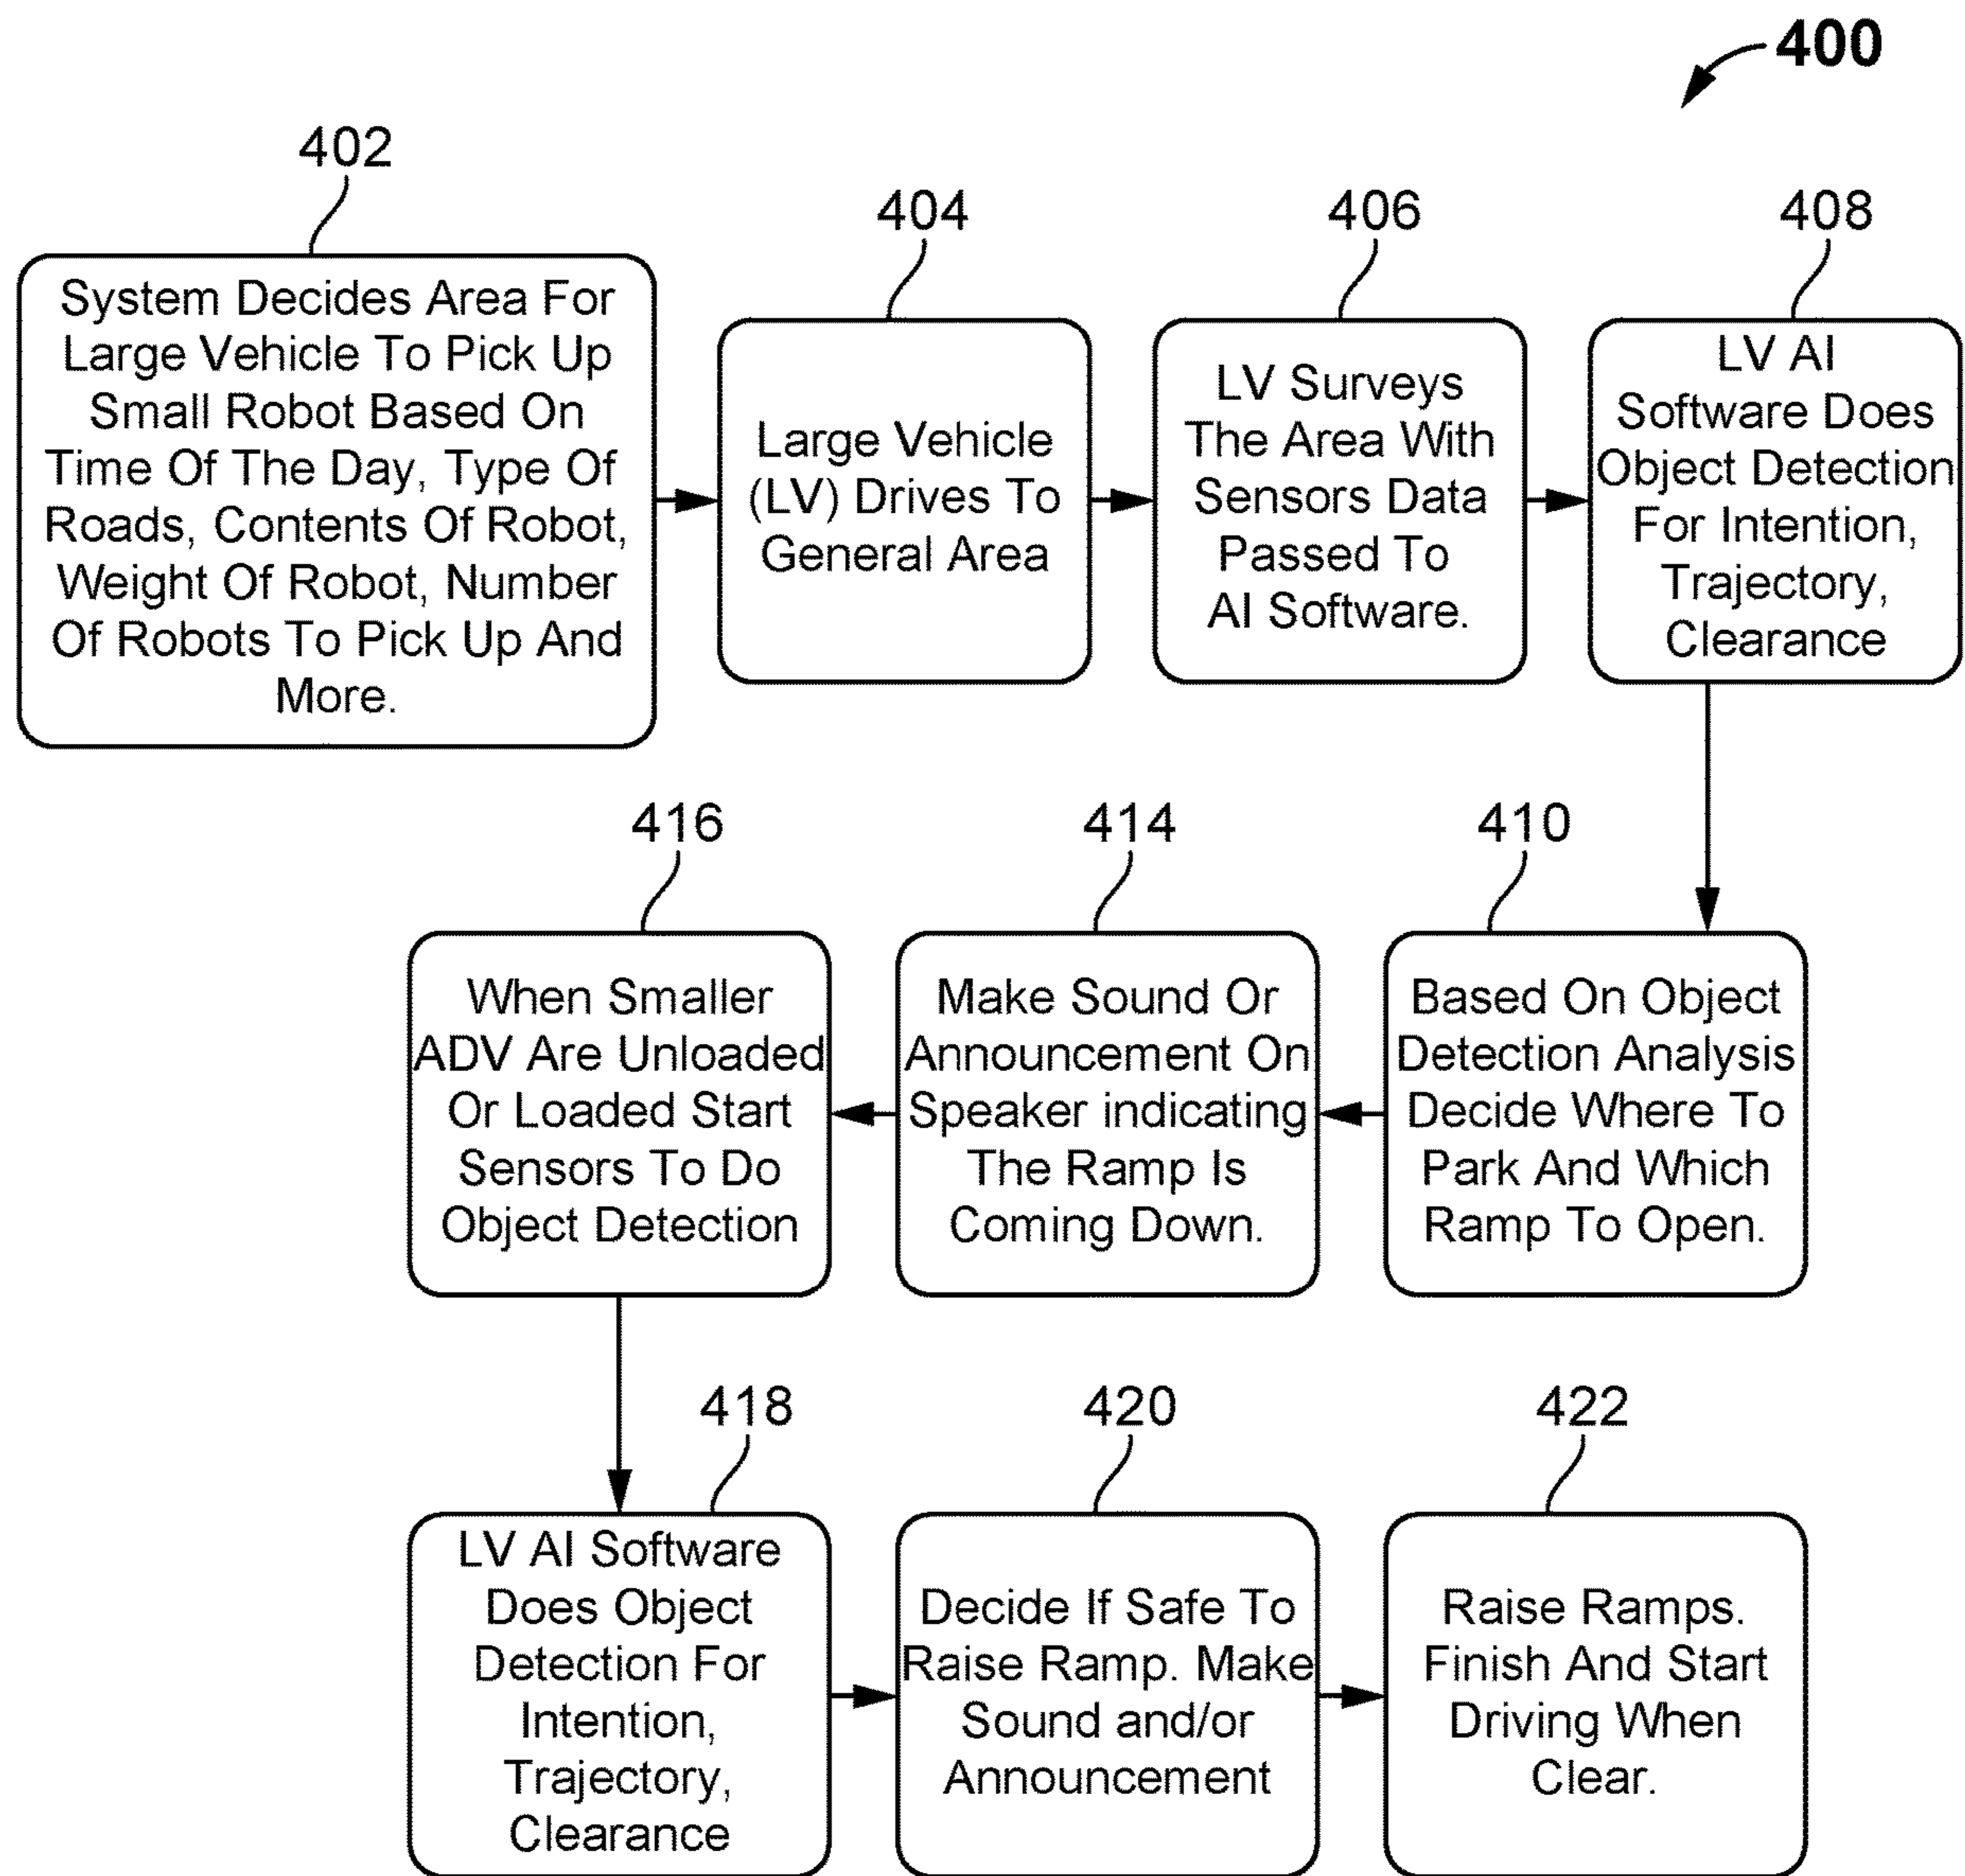 400
402
System Decides Area For
Large Vehicle To Pick Up
Small Robot Based On
Time Of The Day, Type Of
Roads, Contents Of Robot,
Weight Of Robot, Number
Of Robots To Pick Up And
More.
404
Large Vehicle
(LV) Drives To
General Area
406
LV Surveys
The Area With
Sensors Data
Passed To
AI Software.
408
LV AI
Software Does
Object Detection
For Intention,
Trajectory,
Clearance
410
Based On Object
Detection Analysis
Decide Where To
Park And Which
Ramp To Open.
414
Make Sound Or
Announcement On
Speaker indicating
The Ramp Is
Coming Down.
416
When Smaller
ADV Are Unloaded
Or Loaded Start
Sensors To Do
Object Detection
418
LV AI Software
Does Object
Detection For
Intention,
Trajectory,
Clearance
420
Decide If Safe To
Raise Ramp. Make
Sound and/or
Announcement
422
Raise Ramps.
Finish And Start
Driving When
Clear.